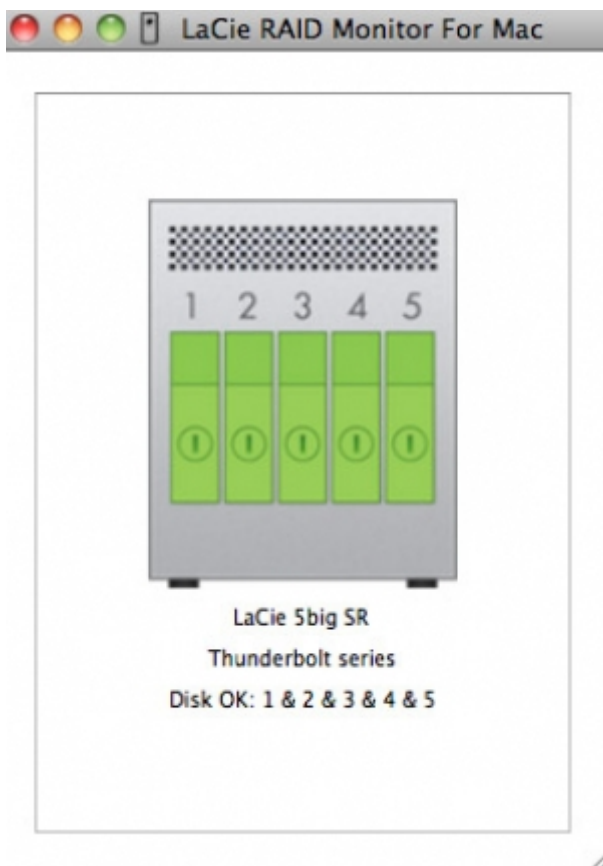 LaCie RAID Monitor For Mac
1 2 3 4 5
LaCie 5big SR
Thunderbolt series
Disk OK: 1 & 2 & 3 & 4 & 5